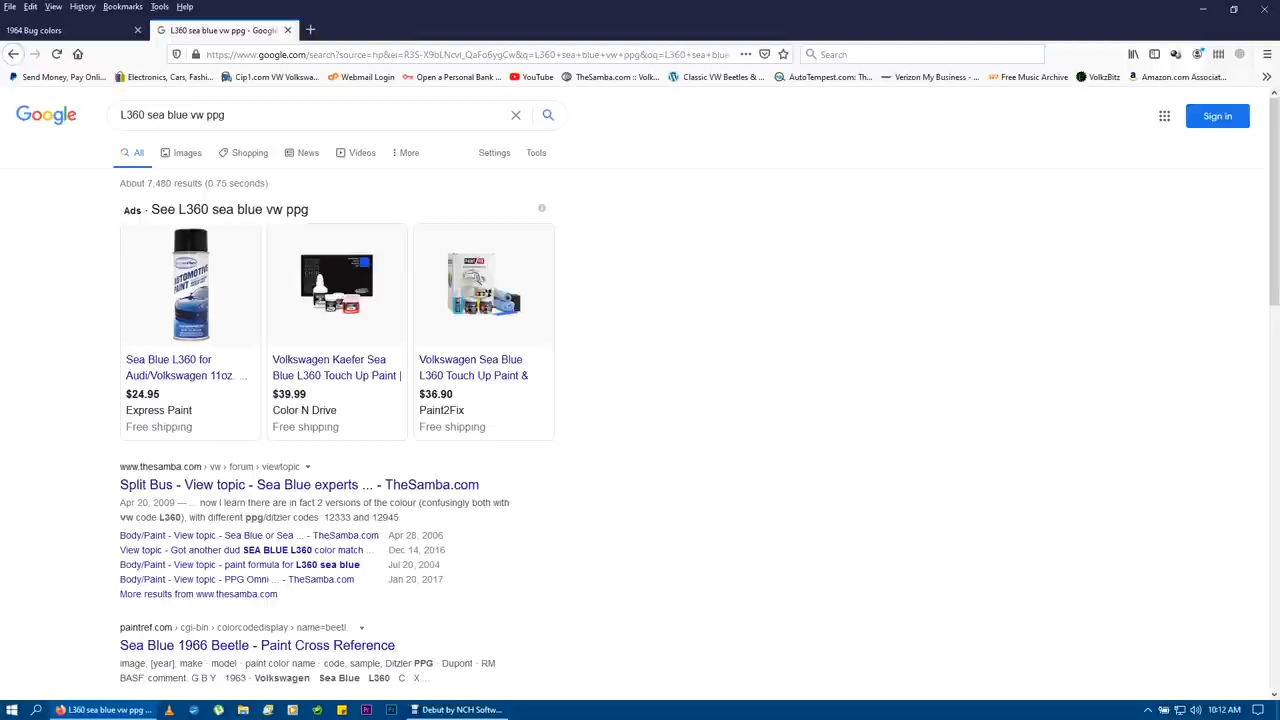 File Edit View History Bookmarks Tools Help
1964 Bug colors
L360 sea blue vw ppg - Google
Search
Send Money, Pay Onli...
Electronics, Cars, Fashi...
Cip1.com VW Volksw...
Webmail Login
Open a Personal Bank ...
YouTube
TheSamba.com :: Volk...
Classic VW Beetles & ...
AutoTempest.com: Th...
Verizon My Business - ...
Free Music Archive
VolkzBitz
Amazon.com Associat...
Google
L360 sea blue vw ppg
Sign in
All Images Shopping News Videos More Settings Tools
About 7,480 results (0.75 seconds)
Ads · See L360 sea blue vw ppg
AUTOMOTIVE
PAINT
Sea Blue L360 for
Audi/Volkswagen 11oz. ...
$24.95
Express Paint
Free shipping
Volkswagen Kaefer Sea
Blue L360 Touch Up Paint |
$39.99
Color N Drive
Free shipping
Volkswagen Sea Blue
L360 Touch Up Paint &
$36.90
Paint2Fix
Free shipping
www.thesamba.com › vw › forum › viewtopic
Split Bus - View topic - Sea Blue experts ... - TheSamba.com
Apr 20, 2009 — ... now I learn there are in fact 2 versions of the colour (confusingly both with
vw code L360), with different ppg/ditzler codes 12333 and 12945.
Body/Paint - View topic - Sea Blue or Sea ... - TheSamba.com Apr 28, 2006
View topic - Got another dud SEA BLUE L360 color match ... Dec 14, 2016
Body/Paint - View topic - paint formula for L360 sea blue Jul 20, 2004
Body/Paint - View topic - PPG Omni ... - TheSamba.com Jan 20, 2017
More results from www.thesamba.com
paintref.com › cgi-bin › colorcodedisplay › name=beetl...
Sea Blue 1966 Beetle - Paint Cross Reference
image, [year], make · model · paint color name · code, sample, Ditzler PPG · Dupont · RM
BASF comment. G B Y · 1963 · Volkswagen Sea Blue L360 C X ...
L360 sea blue vw ppg ...
Debut by NCH Softw...
10:12 AM